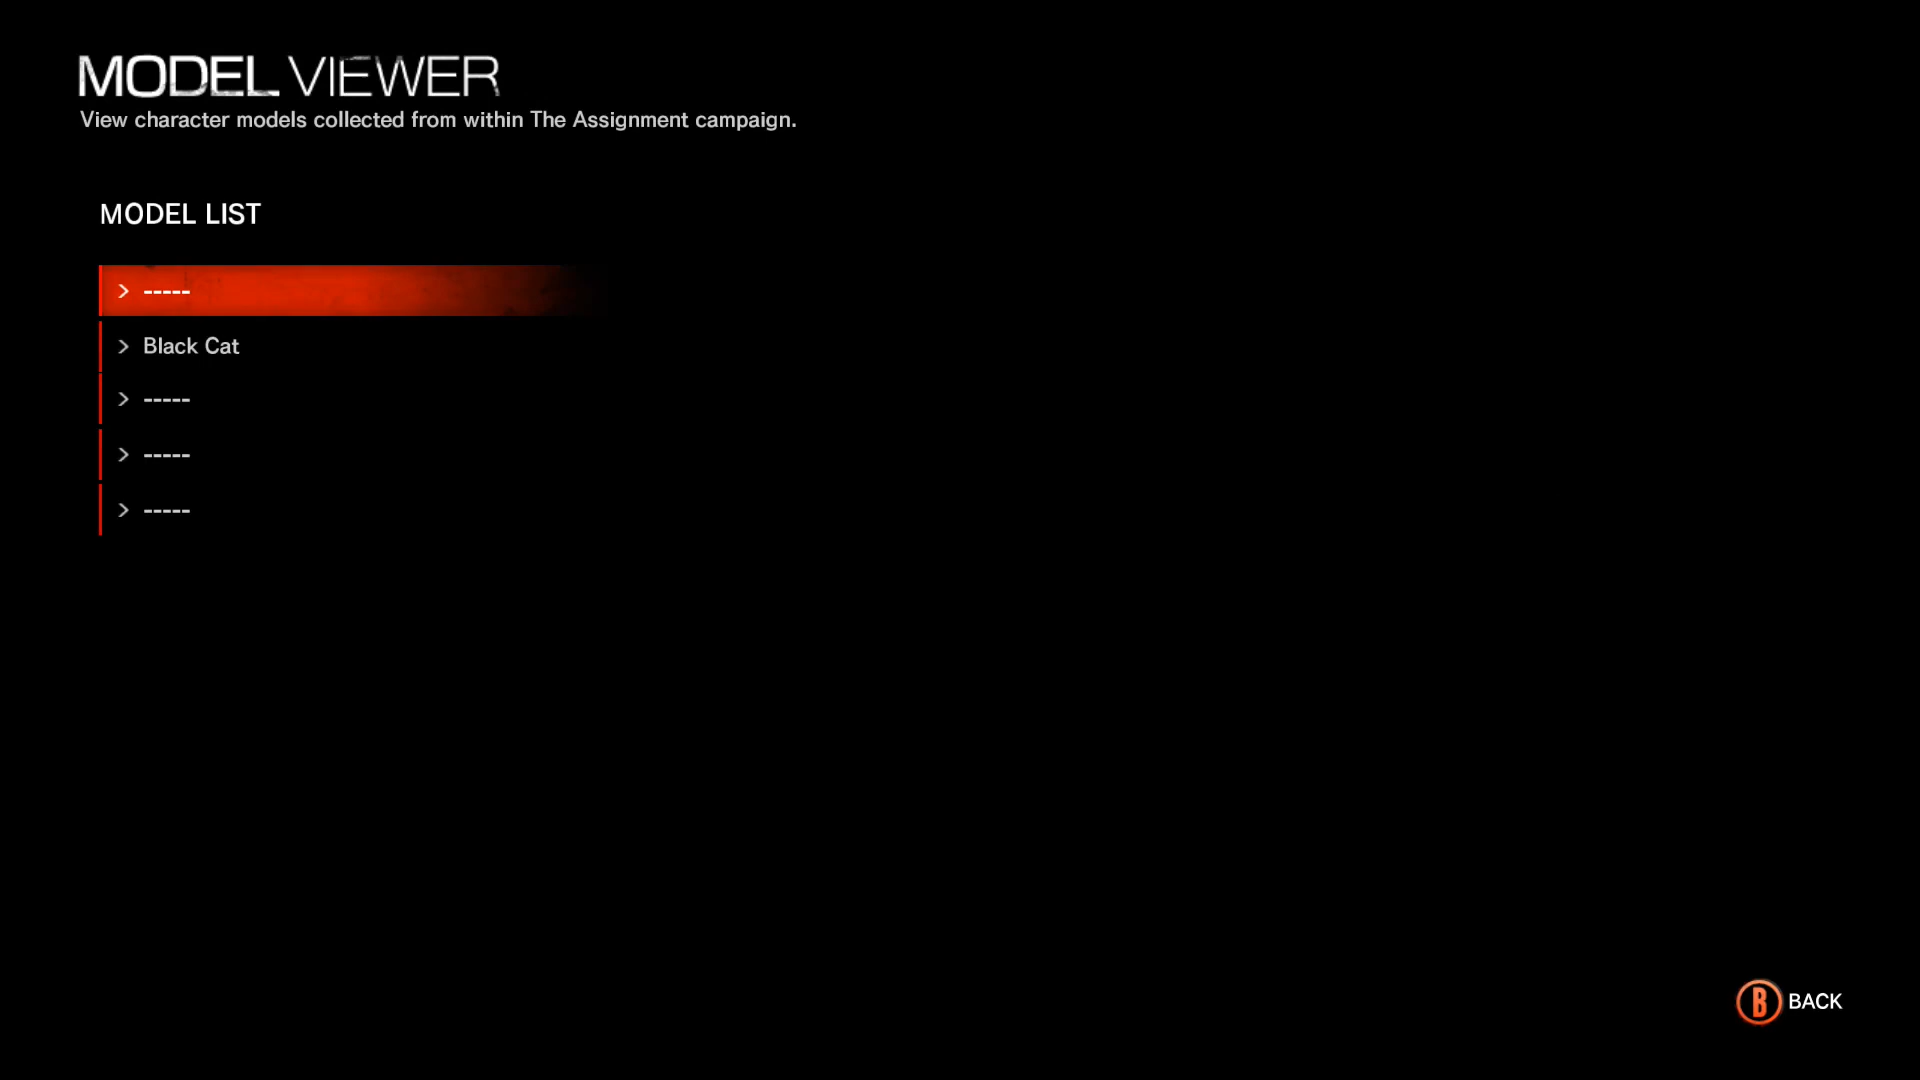 MODEL VIEWER
View character models collected from within The Assignment campaign.
MODEL LIST
> -----
> Black Cat
> -----
> -----
> -----
B BACK